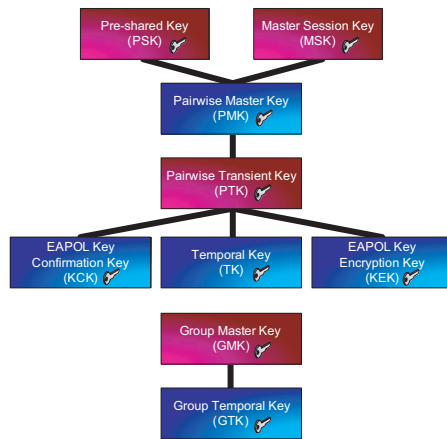 Pre-shared Key
(PSK)
Master Session Key
(MSK)
Pairwise Master Key
(PMK)
Pairwise Transient Key
(PTK)
EAPOL Key
Confirmation Key
(KCK)
Temporal Key
(TK)
EAPOL Key
Encryption Key
(KEK)
Group Master Key
(GMK)
Group Temporal Key
(GTK)